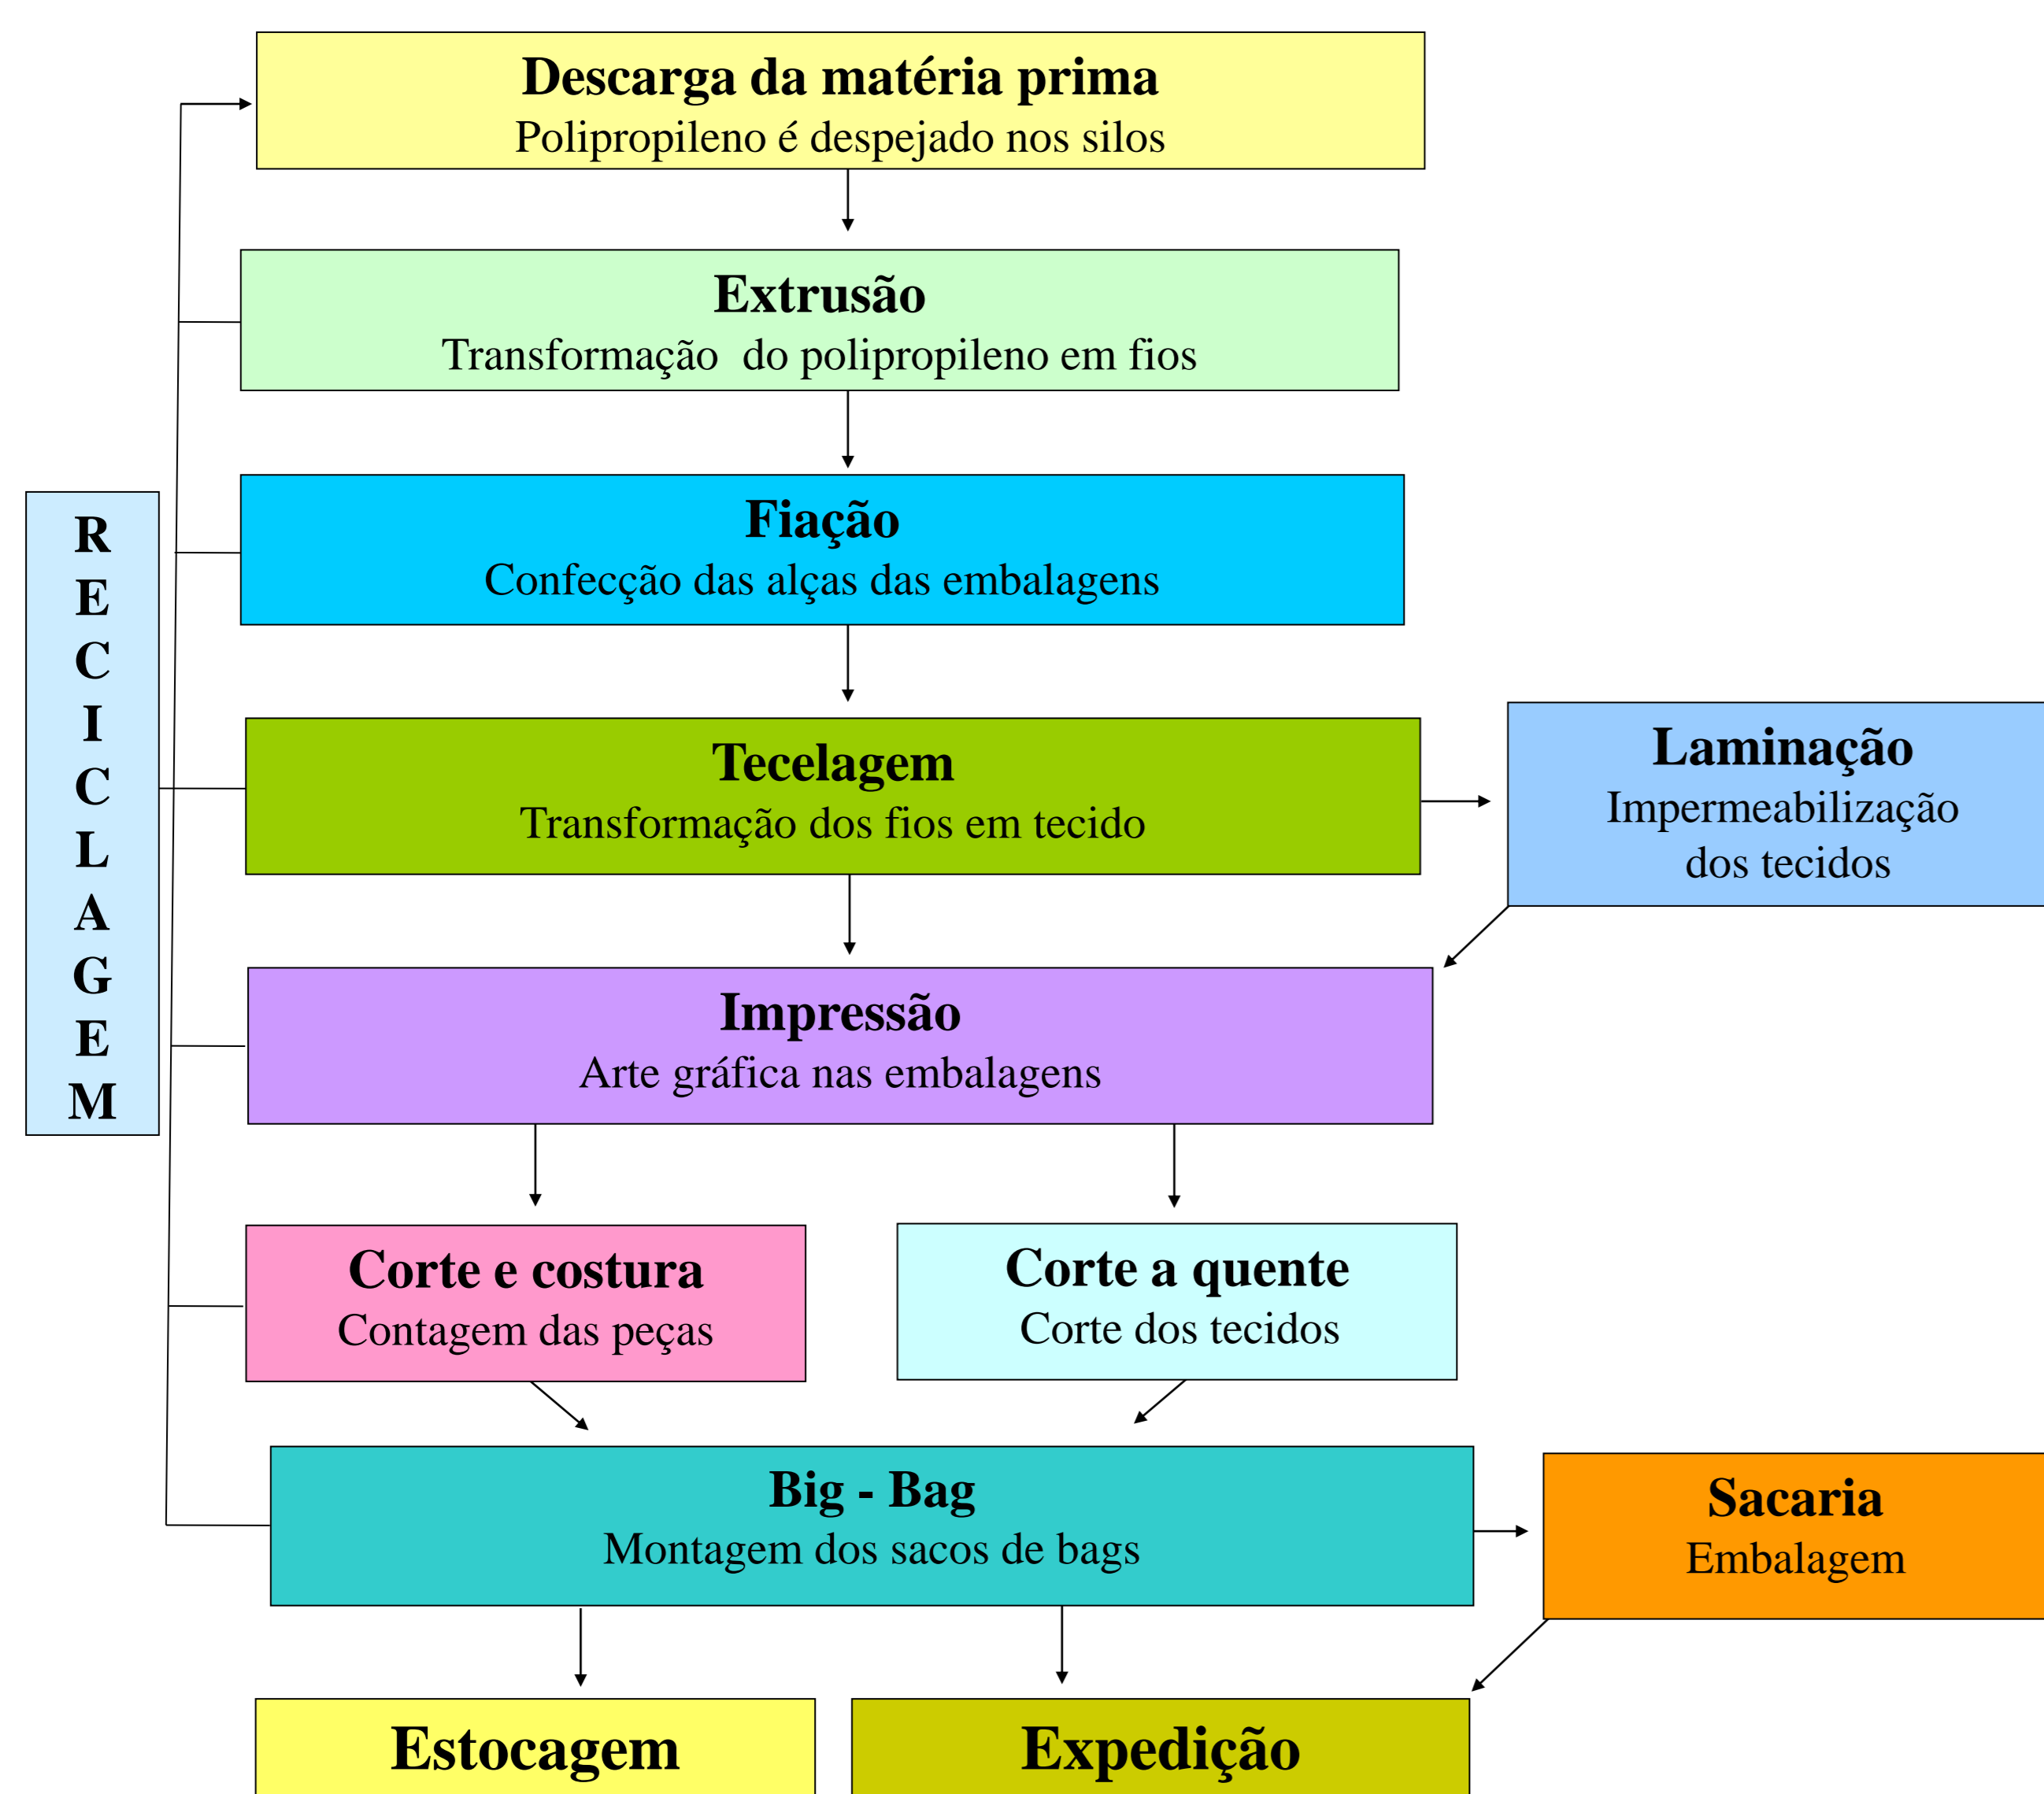 Descarga da matéria prima
Polipropileno é despejado nos silos
Extrusão
Transformação  do polipropileno em fios
Fiação
Confecção das alças das embalagens
R
E
C
I
C
L
A
G
E
M
Tecelagem
Transformação dos fios em tecido
Laminação
Impermeabilização
dos tecidos
Impressão
Arte gráfica nas embalagens
Corte e costura
Contagem das peças
Corte a quente
Corte dos tecidos
Big - Bag
Montagem dos sacos de bags
Sacaria
Embalagem
Estocagem
Expedição